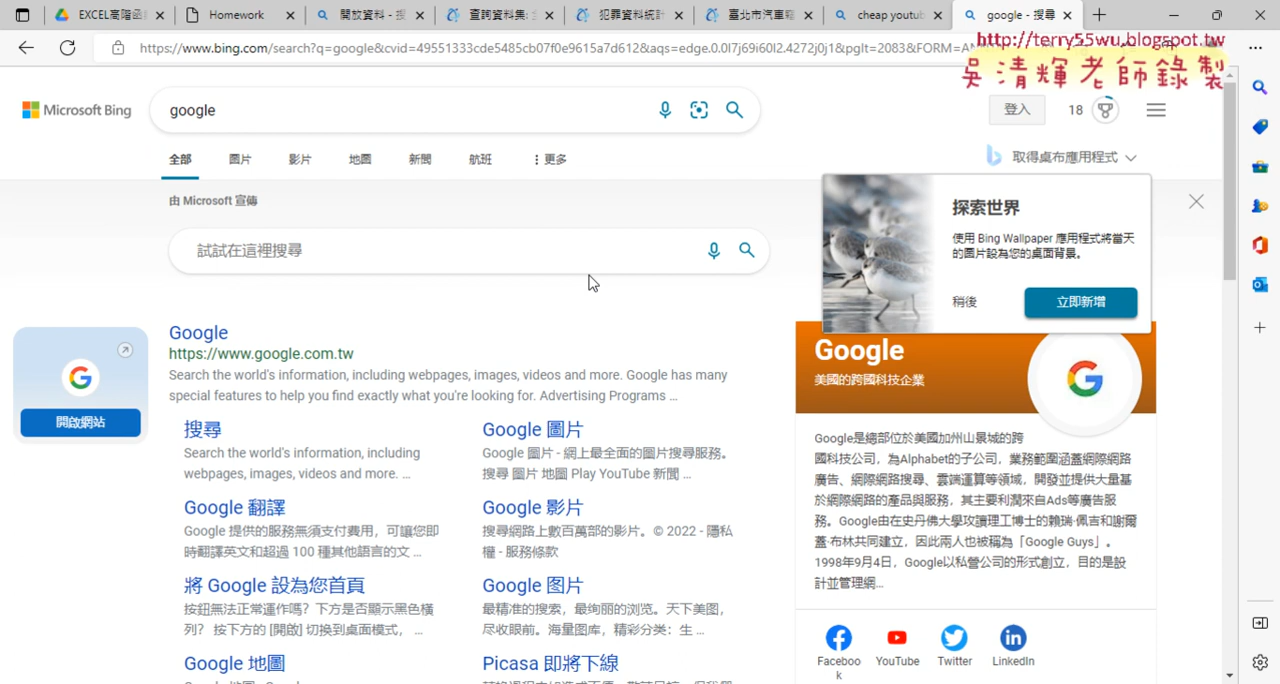 EXCEL高階函
Homework
開放資料 - 搜
查詢資料集:
犯罪資料統計
臺北市汽車竊
cheap youtub
google - 搜尋
https://www.bing.com/search?q=google&cvid=49551333cde5485cb07f0e9615a7d612&aqs=edge.0.0l7j69i60l2.4272j0j1&pglt=2083&FORM=AN
http://terry55wu.blogspot.tw
吳清輝老師錄製
Microsoft Bing
google
登入
18
全部
圖片
影片
地圖
新聞
航班
更多
取得桌布應用程式
由 Microsoft 宣傳
試試在這裡搜尋
探索世界
使用 Bing Wallpaper 應用程式將當天
的圖片設為您的桌面背景。
稍後
立即新增
開啟網站
Google
https://www.google.com.tw
Search the world's information, including webpages, images, videos and more. Google has many
special features to help you find exactly what you're looking for. Advertising Programs ...
搜尋
Search the world's information, including
webpages, images, videos and more. ...
Google 圖片
Google 圖片 - 網上最全面的圖片搜尋服務。
搜尋 圖片 地圖 Play YouTube 新聞 ...
Google 翻譯
Google 提供的服務無須支付費用，可讓您即
時翻譯英文和超過 100 種其他語言的文 ...
Google 影片
搜尋網路上數百萬部的影片。© 2022 - 隱私
權 - 服務條款
將 Google 設為您首頁
按鈕無法正常運作嗎？下方是否顯示黑色橫
列？ 按下方的 [開啟] 切換到桌面模式， ...
Google 图片
最精准的搜索，最绚丽的浏览。天下美图，
尽收眼前。海量图库，精彩分类：生 ...
Google 地圖
Picasa 即將下線
Google
美國的跨國科技企業
Google是總部位於美國加州山景城的跨
國科技公司，為Alphabet的子公司，業務範圍涵蓋網際網路
廣告、網際網路搜尋、雲端運算等領域，開發並提供大量基
於網際網路的產品與服務，其主要利潤來自Ads等廣告服
務。Google由在史丹佛大學攻讀理工博士的賴瑞·佩吉和謝爾
蓋·布林共同建立，因此兩人也被稱為「Google Guys」。
1998年9月4日，Google以私營公司的形式創立，目的是設
計並管理網...
Faceboo
k
YouTube
Twitter
LinkedIn